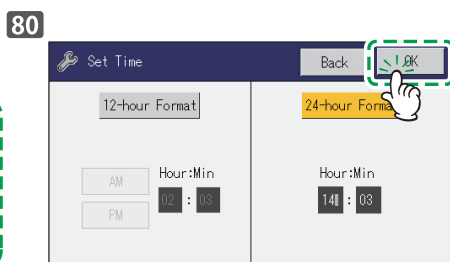 80
Set Time
Back
OK
12-hour Format
24-hour Forma
Hour:Min
AM
02 : 03
PM
Hour:Min
14 : 03